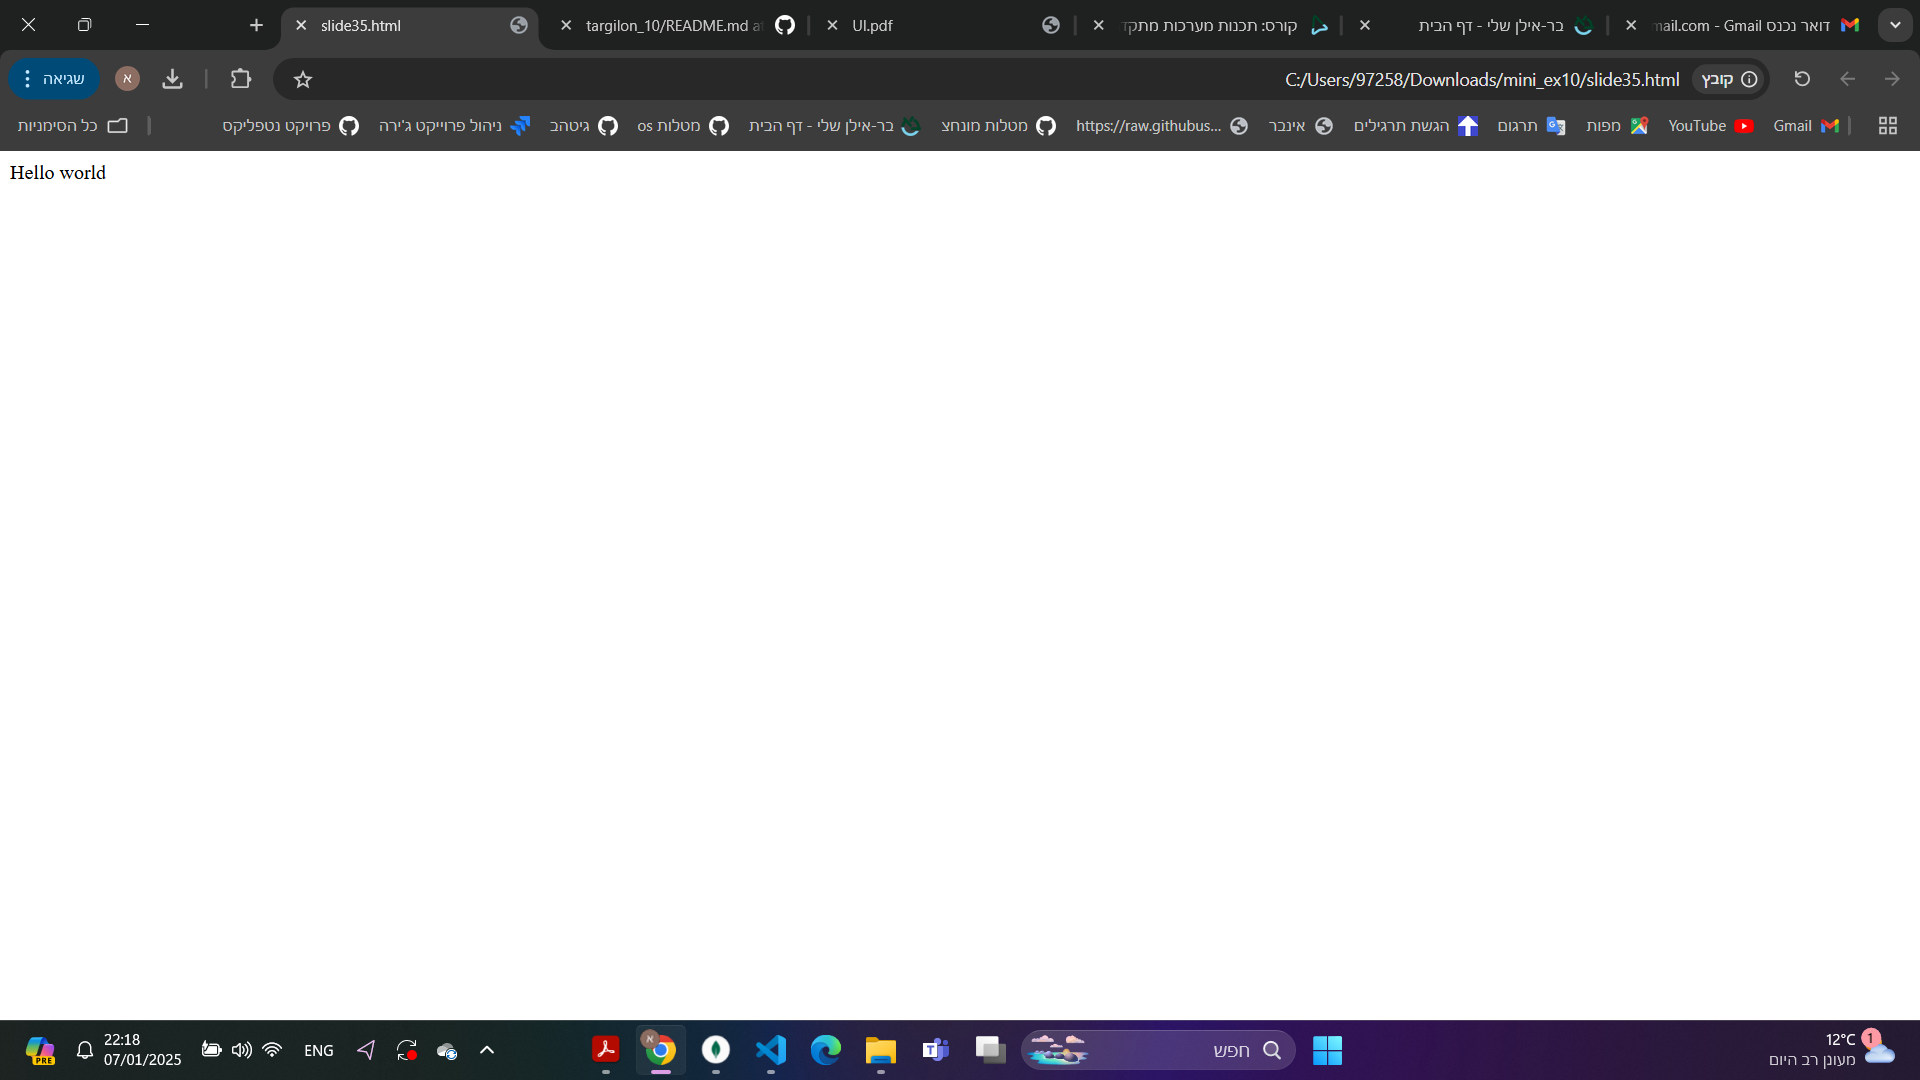 דואר נכנס mail.com - Gmail
בר-אילן שלי - דף הבית
קורס: תכנות מערכות מתקד
UI.pdf
targilon_10/README.md a
slide35.html
קובץ
C:/Users/97258/Downloads/mini_ex10/slide35.html
א
שגיאה
Gmail
YouTube
מפות
תרגום
הגשת תרגילים
אינבר
https://raw.githubus...
מטלות מונחצ
בר-אילן שלי - דף הבית
מטלות os
גיטהב
ניהול פרוייקט ג'ירה
פרויקט נטפליקס
כל הסימניות
Hello world
1
12°C
מעונן רב היום
חפש
א
ENG
22:18
07/01/2025
PRE